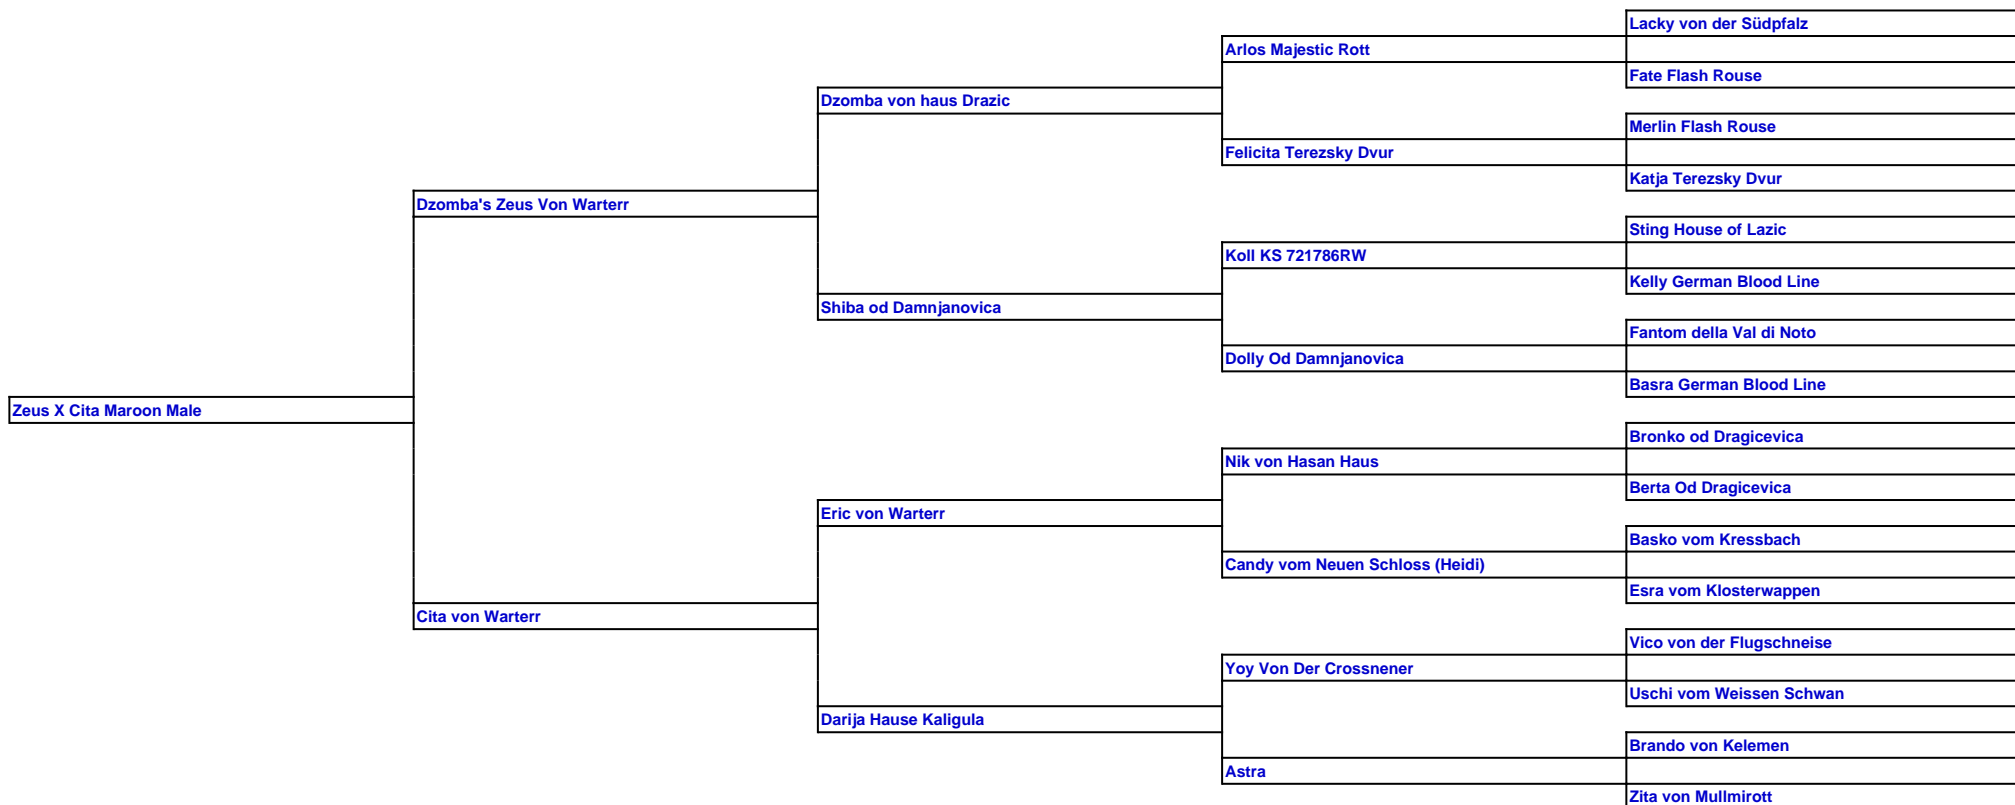 Lacky von der Südpfalz
Arlos Majestic Rott
Fate Flash Rouse
Dzomba von haus Drazic
Merlin Flash Rouse
Felicita Terezsky Dvur
Katja Terezsky Dvur
Dzomba's Zeus Von Warterr
Sting House of Lazic
Koll KS 721786RW
Kelly German Blood Line
Shiba od Damnjanovica
Fantom della Val di Noto
Dolly Od Damnjanovica
Basra German Blood Line
Zeus X Cita Maroon Male
Bronko od Dragicevica
Nik von Hasan Haus
Berta Od Dragicevica
Eric von Warterr
Basko vom Kressbach
Candy vom Neuen Schloss (Heidi)
Esra vom Klosterwappen
Cita von Warterr
Vico von der Flugschneise
Yoy Von Der Crossnener
Uschi vom Weissen Schwan
Darija Hause Kaligula
Brando von Kelemen
Astra
Zita von Mullmirott